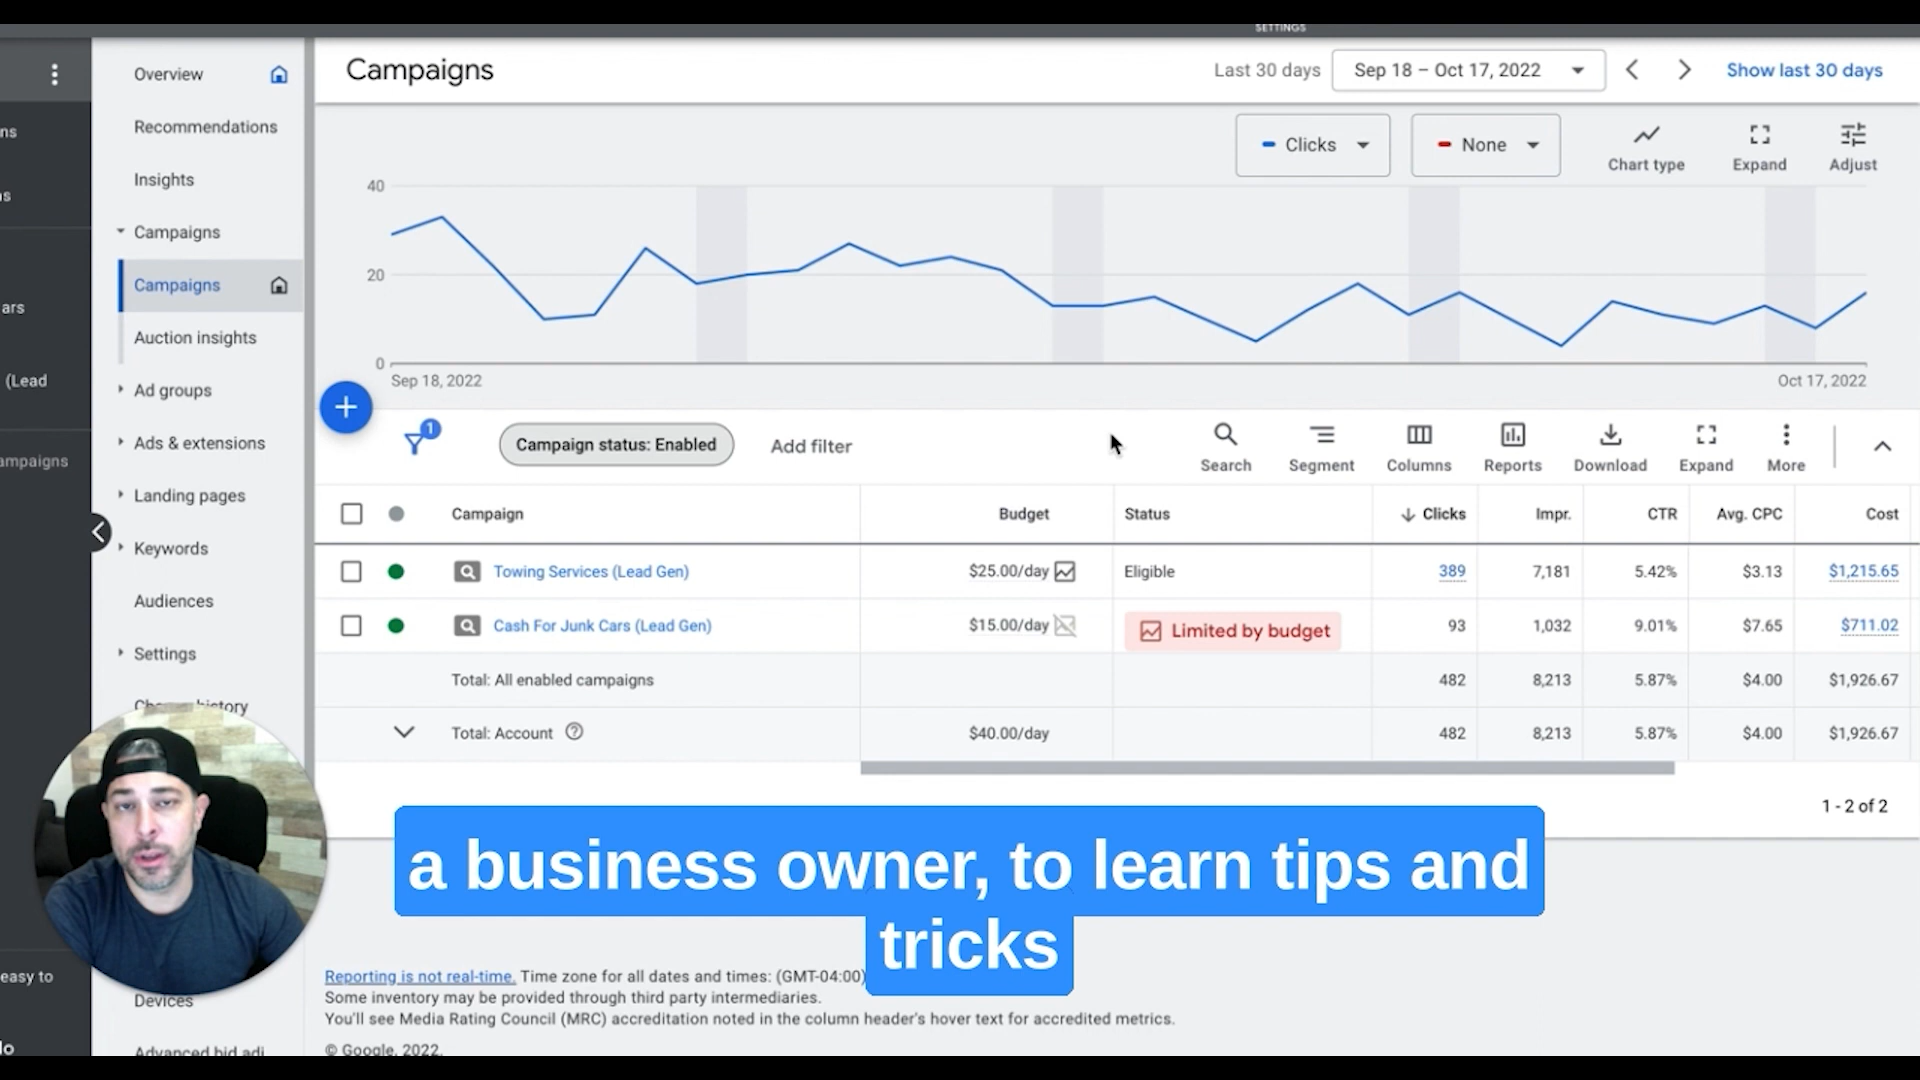 SETTINGS
Overview
Recommendations
Insights
Campaigns
Campaigns
Auction insights
Ad groups
Ads & extensions
Landing pages
Keywords
Audiences
Settings
history
Devices
ns
s
ars
(Lead
ampaigns
easy to
lo
Campaigns
Last 30 days
Sep 18 – Oct 17, 2022
Show last 30 days
Clicks
None
Chart type
Expand
Adjust
40
20
0
Sep 18, 2022
Oct 17, 2022
1
Campaign status: Enabled
Add filter
Search
Segment
Columns
Reports
Download
Expand
More
Campaign Budget Status Clicks Impr. CTR Avg. CPC Cost
Towing Services (Lead Gen) $25.00/day Eligible 389 7,181 5.42% $3.13 $1,215.65
Cash For Junk Cars (Lead Gen) $15.00/day Limited by budget 93 1,032 9.01% $7.65 $711.02
Total: All enabled campaigns 482 8,213 5.87% $4.00 $1,926.67
Total: Account $40.00/day 482 8,213 5.87% $4.00 $1,926.67
1 - 2 of 2
a business owner, to learn tips and
tricks
Reporting is not real-time. Time zone for all dates and times: (GMT-04:00)
Some inventory may be provided through third party intermediaries.
You'll see Media Rating Council (MRC) accreditation noted in the column header's hover text for accredited metrics.
© Google, 2022.